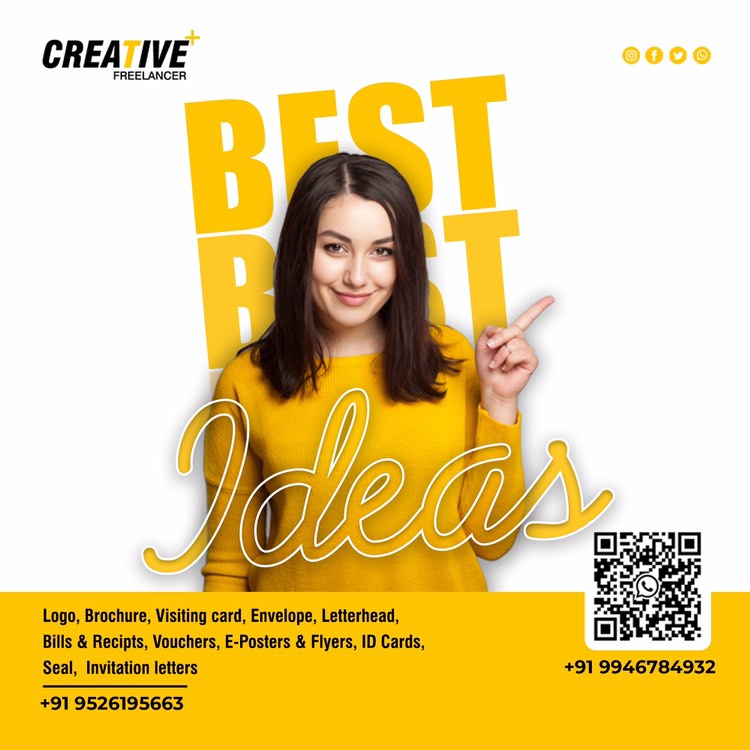 CREATIVE+
FREELANCER
BEST
BEST
Ideas
Logo, Brochure, Visiting card, Envelope, Letterhead,
Bills & Recipts, Vouchers, E-Posters & Flyers, ID Cards,
Seal, Invitation letters
+91 9526195663
+91 9946784932